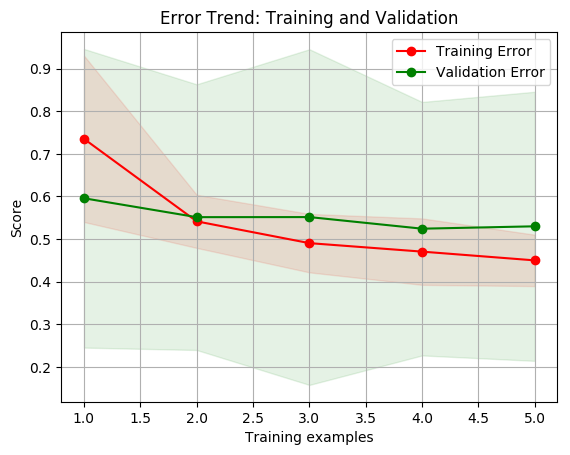 Error Trend: Training and Validation
Training Error
Validation Error
Score
0.9
0.8
0.7
0.6
0.5
0.4
0.3
0.2
1.0 1.5 2.0 2.5 3.0 3.5 4.0 4.5 5.0
Training examples